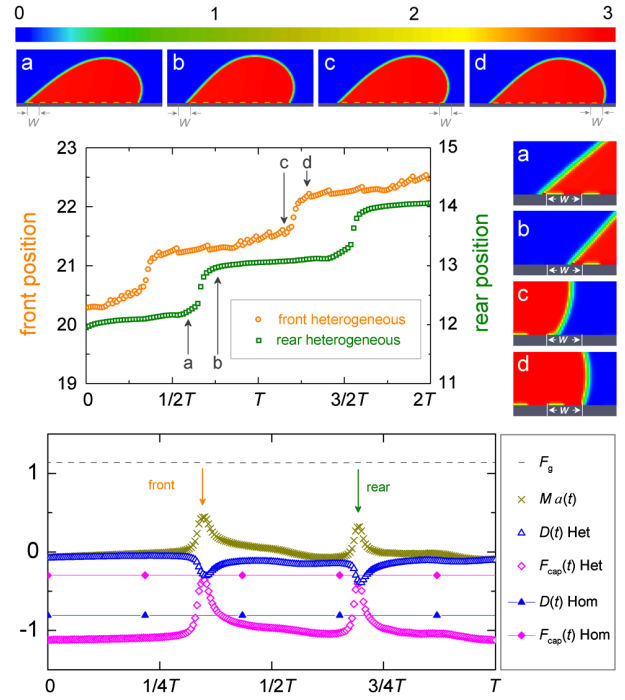 0 1 2 3
a b c d
W W W W
23 15
22 14
21 13
20 12
19 11
front position
rear position
c d
a b
front heterogeneous
rear heterogeneous
0 1/2T T 3/2T 2T
a
W
b
W
c
W
d
W
1
0
-1
front
rear
0 1/4T 1/2T 3/4T T
Fg
Ma(t)
D(t) Het
Fcap(t) Het
D(t) Hom
Fcap(t) Hom